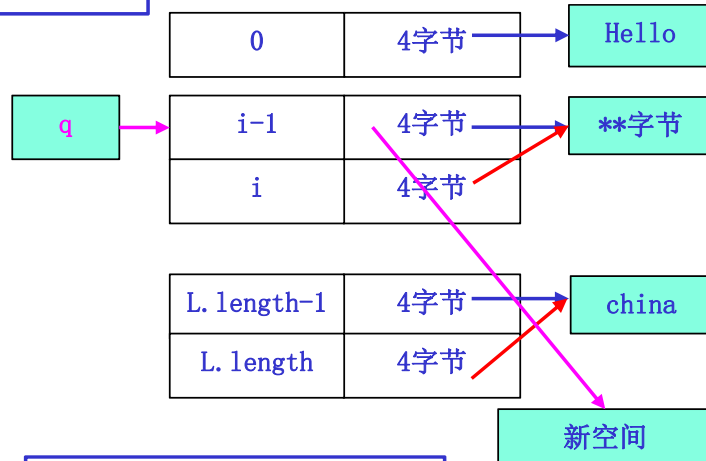 0 4字节 Hello
q i-1 4字节 **字节
i 4字节
L.length-1 4字节 china
L.length 4字节
新空间